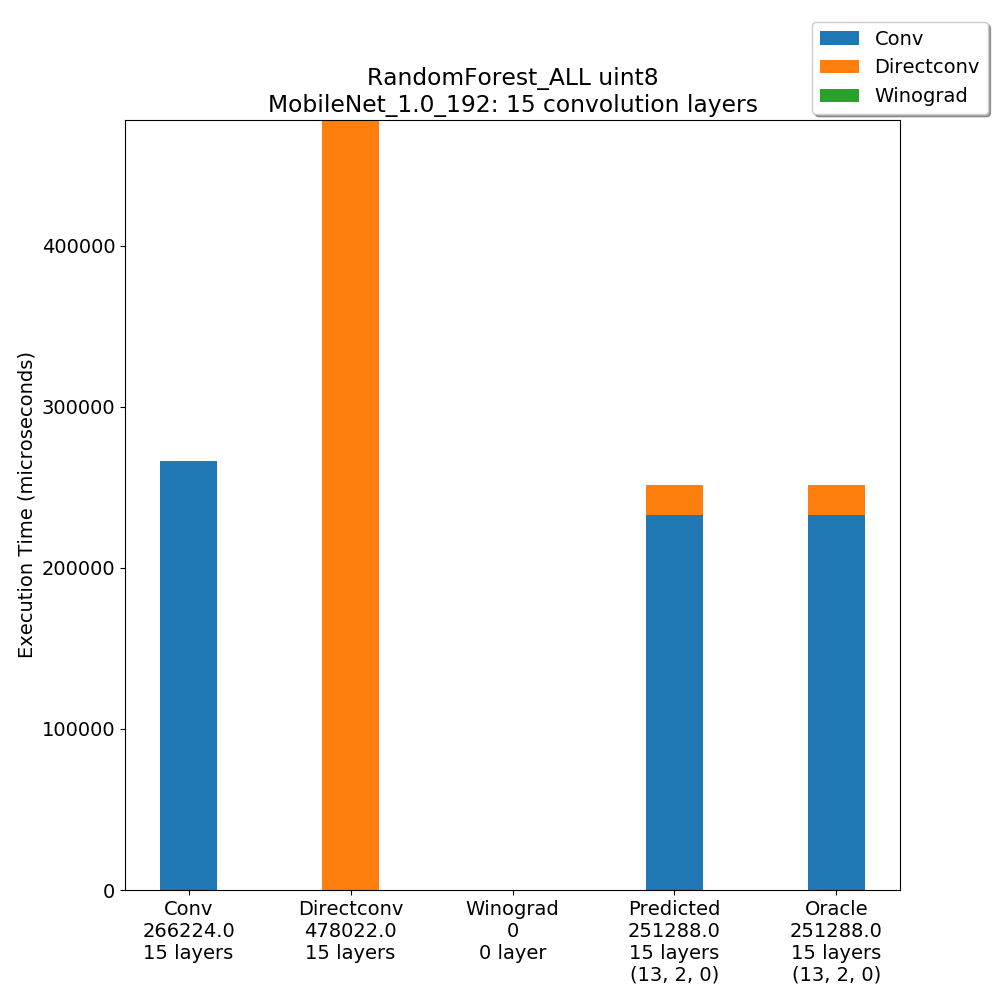 Conv
Directconv
Winograd
RandomForest_ALL uint8
MobileNet_1.0_192: 15 convolution layers
Execution Time (microseconds)
400000
300000
200000
100000
0
Conv
266224.0
15 layers
Directconv
478022.0
15 layers
Winograd
0
0 layer
Predicted
251288.0
15 layers
(13, 2, 0)
Oracle
251288.0
15 layers
(13, 2, 0)